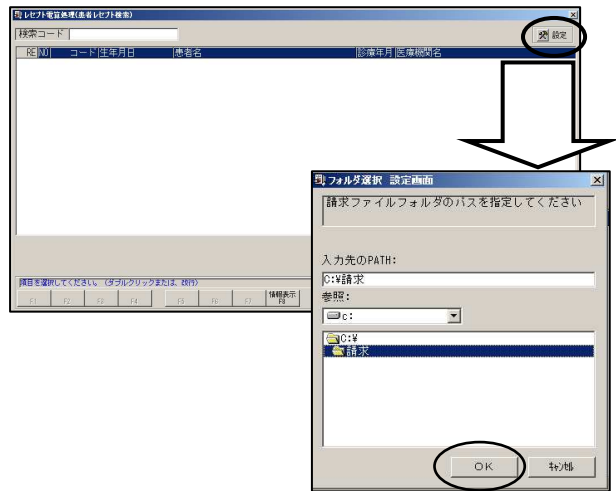 レセプト電算処理(患者レセプト検索)
検索コード
設定
RE NO コード 生年月日 患者名 診療年月 医療機関名
フォルダ選択 設定画面
請求ファイルフォルダのパスを指定してください
入力先のPATH:
C:¥請求
参照:
c:
C:¥
請求
項目を選択してください。(ダブルクリックまたは、改行)
F1 F2 F3 F4 F5 F6 F7 情報表示 F8
OK キャンセル